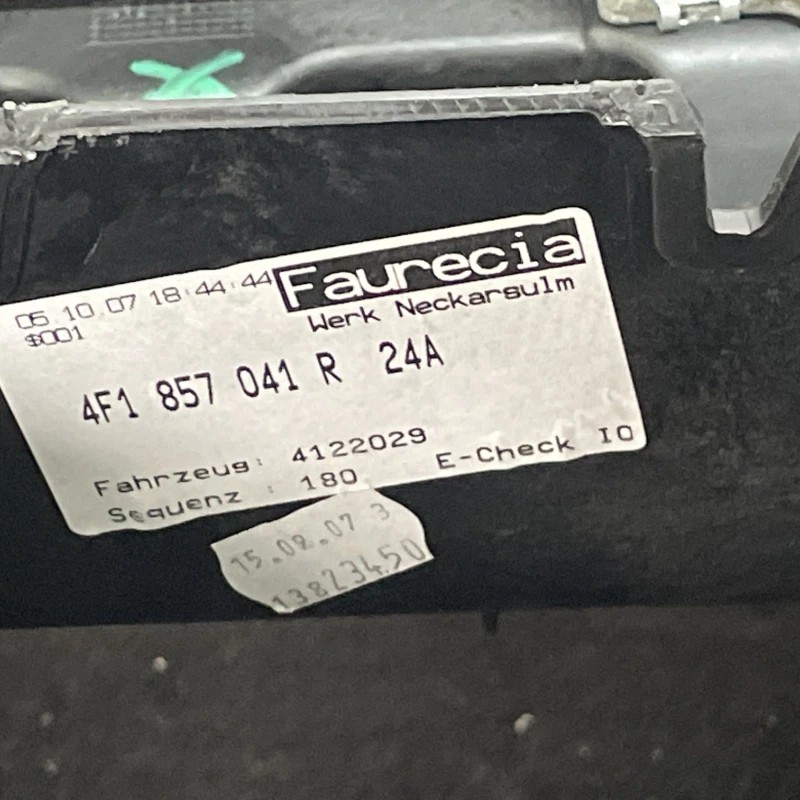 05.10.07 18:44:44 Faurecia
$001
Werk Neckarsulm
4F1 857 041 R 24A
Fahrzeug: 4122029
Sequenz : 180 E-Check IO
15.08.07 3
13823450